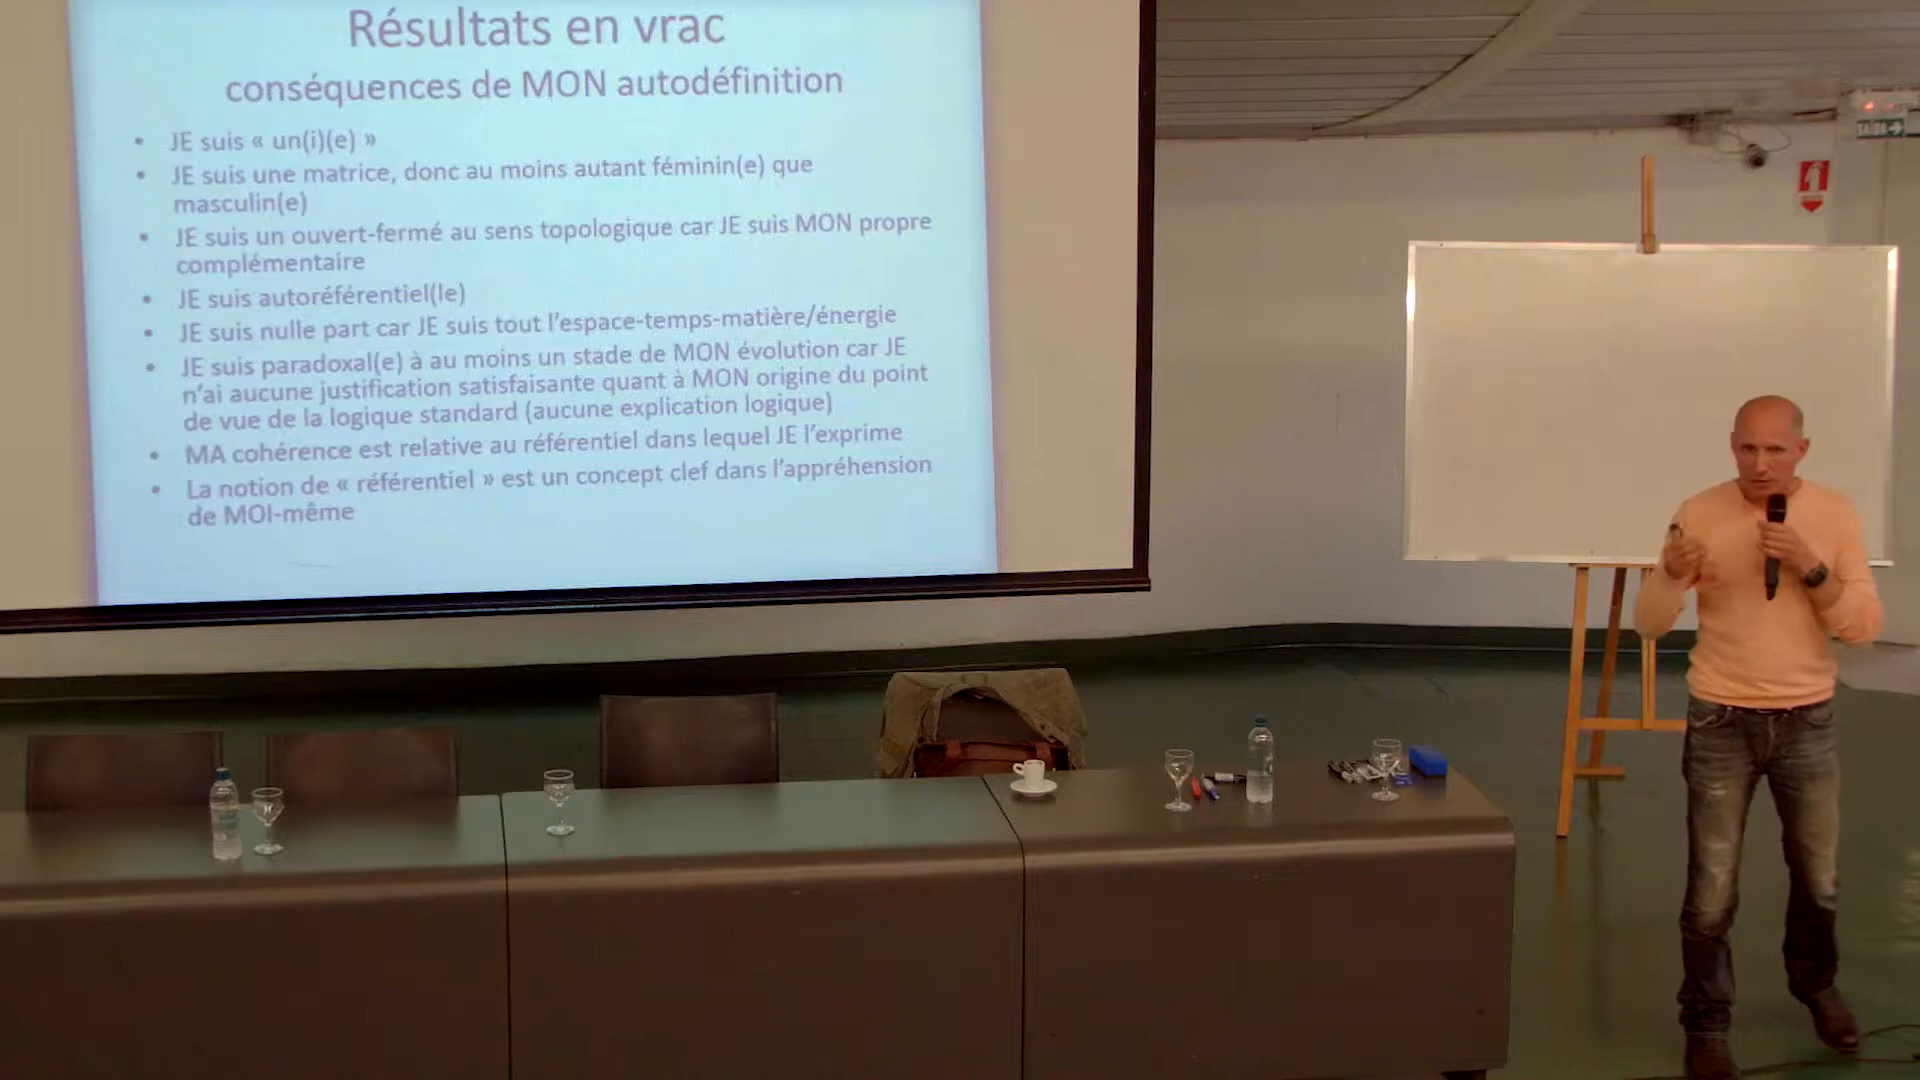 Résultats en vrac
conséquences de MON autodéfinition
• JE suis « un(i)(e) »
• JE suis une matrice, donc au moins autant féminin(e) que
masculin(e)
• JE suis un ouvert-fermé au sens topologique car JE suis MON propre
complémentaire
• JE suis autoréférentiel(le)
• JE suis nulle part car JE suis tout l’espace-temps-matière/énergie
• JE suis paradoxal(e) à au moins un stade de MON évolution car JE
n’ai aucune justification satisfaisante quant à MON origine du point
de vue de la logique standard (aucune explication logique)
• MA cohérence est relative au référentiel dans lequel JE l’exprime
• La notion de « référentiel » est un concept clef dans l’appréhension
de MOI-même